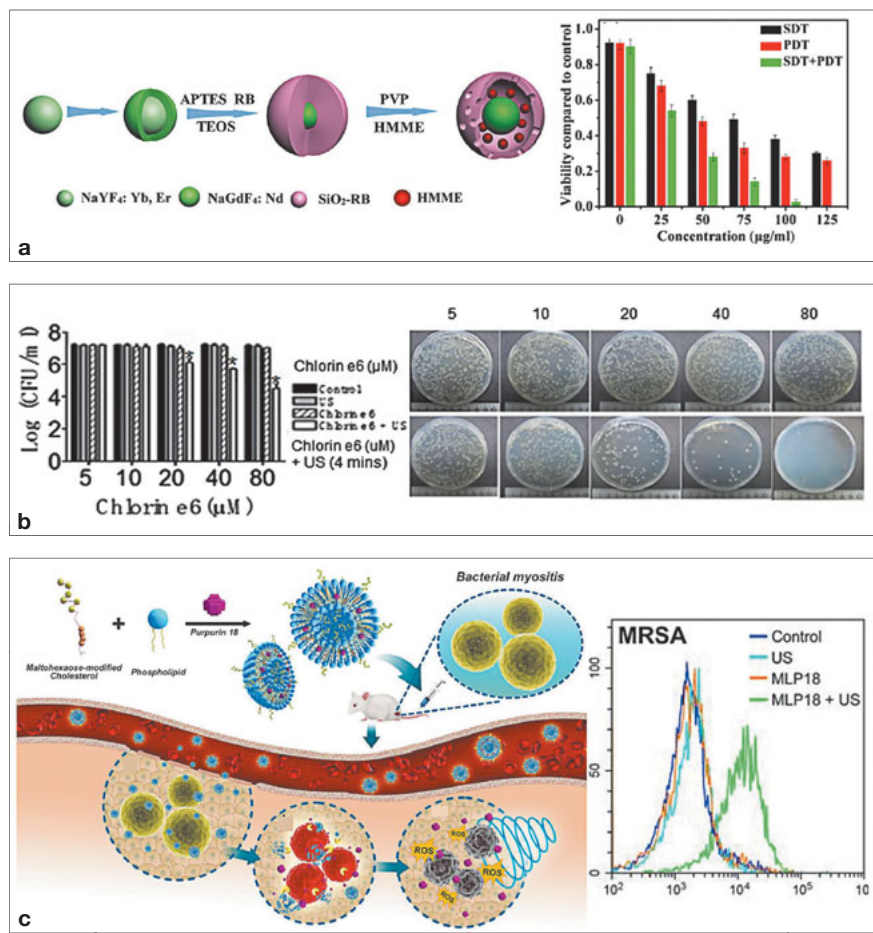 APTES RB
TEOS
PVP
HMME
NaYF4: Yb, Er
NaGdF4: Nd
SiO2-RB
HMME
Viability compared to control
1.0
0.8
0.6
0.4
0.2
0.0
SDT
PDT
SDT+PDT
0 25 50 75 100 125
Concentration (µg/ml)
a
Log (CFU/ml)
8
6
4
2
0
5 10 20 40 80
Chlorin e6 (µM)
* * *
Chlorin e6 (µM)
Control
US
Chlorin e6
Chlorin e6 + US
Chlorin e6 (uM)
+ US (4 mins)
5 10 20 40 80
b
Maltohexaose-modified
Cholesterol
+
Phospholipid
Purpurin 18
Bacterial myositis
ROS
ROS
ROS
ROS
MRSA
Control
US
MLP18
MLP18 + US
100
50
0
10² 10³ 10⁴ 10⁵
c